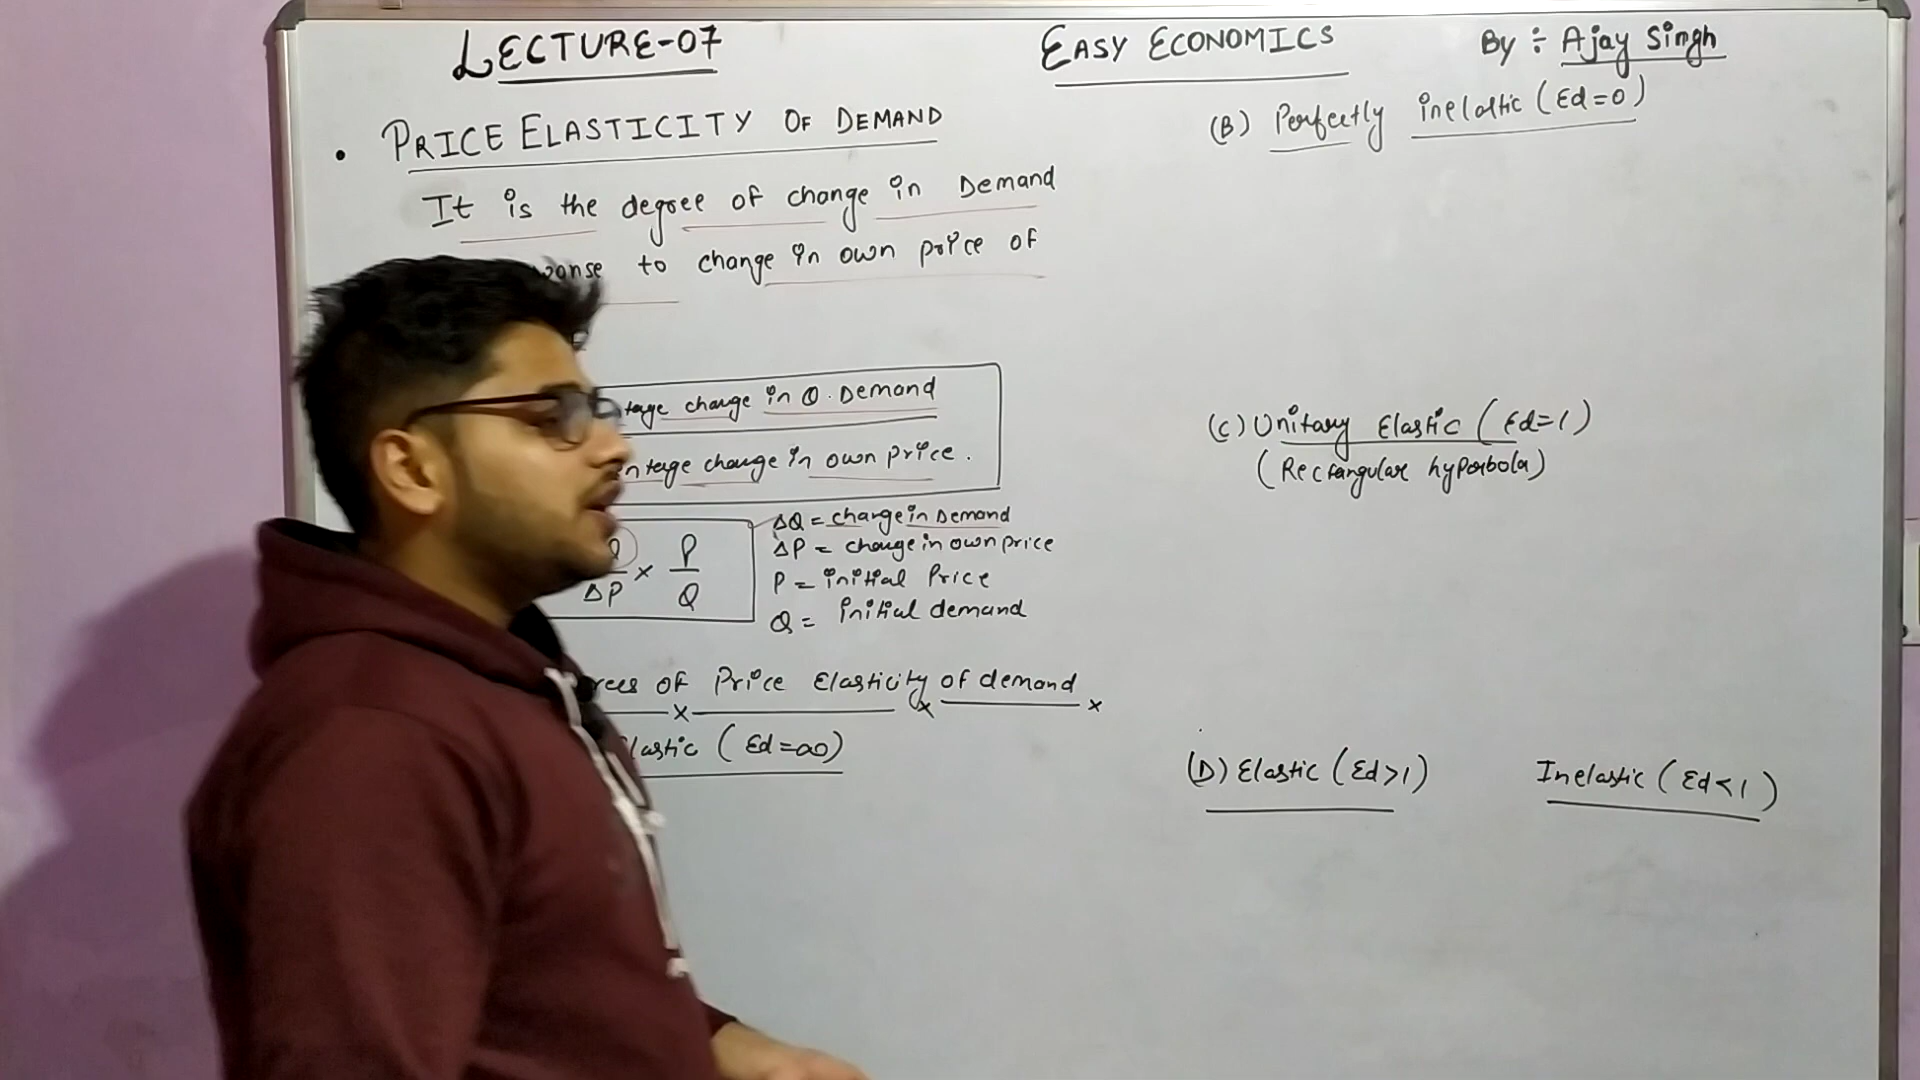 LECTURE-07
EASY ECONOMICS
By ÷ Ajay Singh
• PRICE ELASTICITY OF DEMAND
It is the degree of change in Demand
ponse to change in own price of
tage change in Q. Demand
ntage change in own price.
ΔP × P/Q
ΔQ = change in Demand
ΔP = change in own price
P = initial Price
Q = initial demand
rees of Price Elasticity of demand
lastic (Ed=∞)
(B) Perfectly inelastic (Ed=0)
(C) Unitary Elastic (Ed=1)
(Rectangular hyperbola)
(D) Elastic (Ed>1) Inelastic (Ed<1)